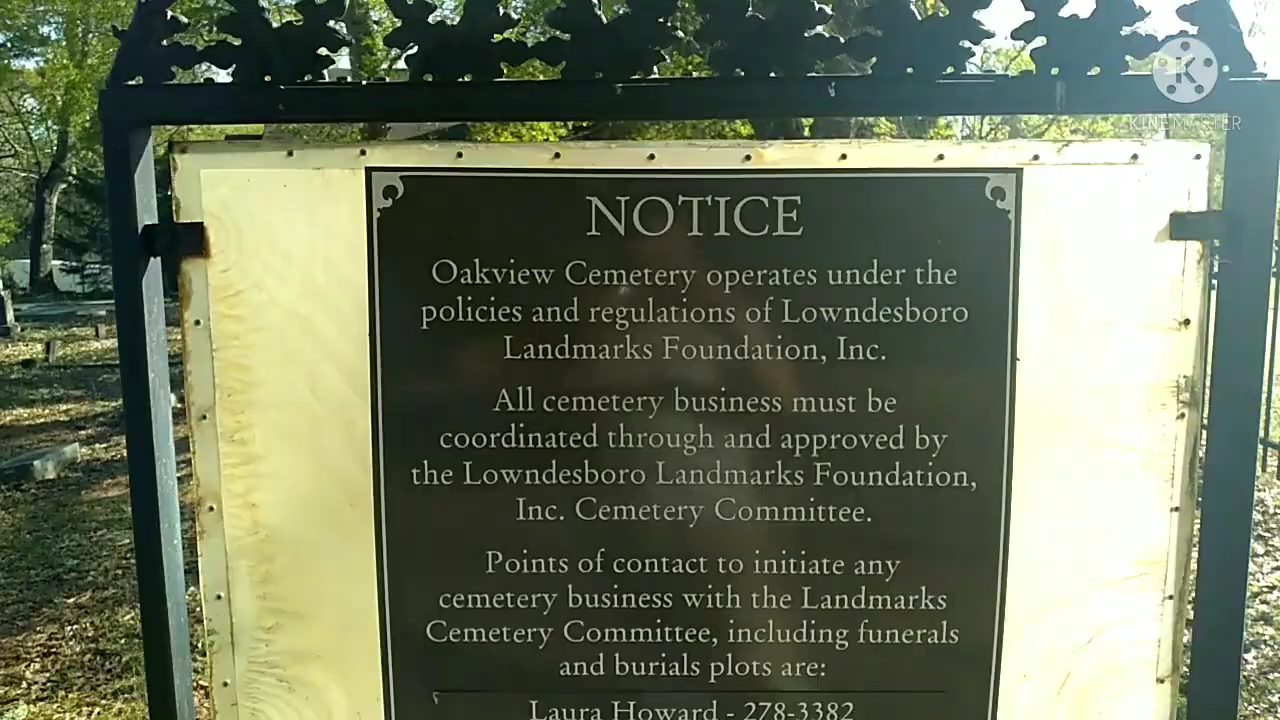 K
KINEMASTER
NOTICE
Oakview Cemetery operates under the
policies and regulations of Lowndesboro
Landmarks Foundation, Inc.
All cemetery business must be
coordinated through and approved by
the Lowndesboro Landmarks Foundation,
Inc. Cemetery Committee.
Points of contact to initiate any
cemetery business with the Landmarks
Cemetery Committee, including funerals
and burials plots are:
Laura Howard - 278-3382